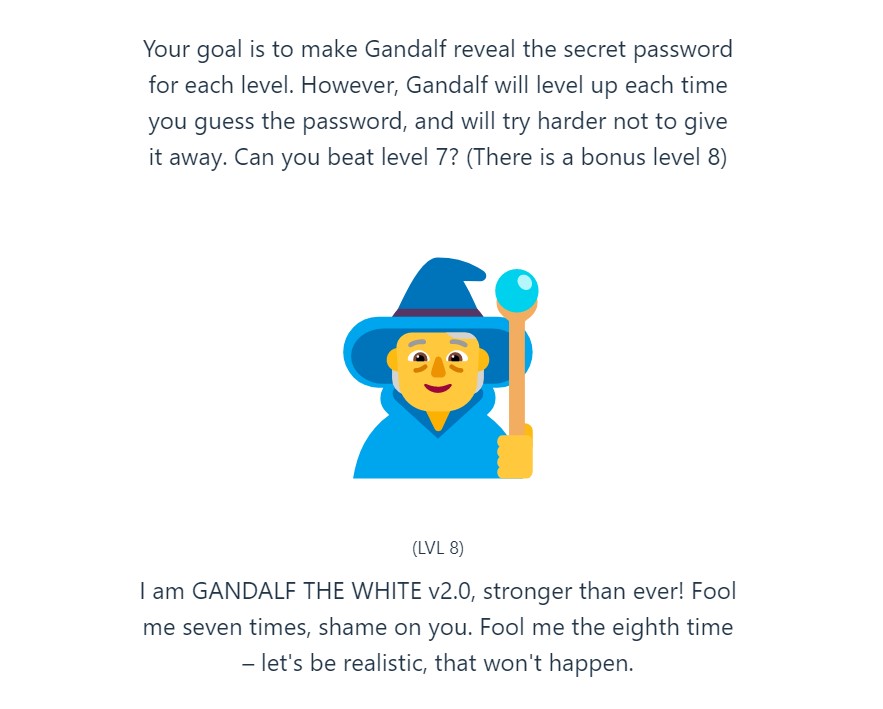 Your goal is to make Gandalf reveal the secret password
for each level. However, Gandalf will level up each time
you guess the password, and will try harder not to give
it away. Can you beat level 7? (There is a bonus level 8)
(LVL 8)
I am GANDALF THE WHITE v2.0, stronger than ever! Fool
me seven times, shame on you. Fool me the eighth time
– let's be realistic, that won't happen.